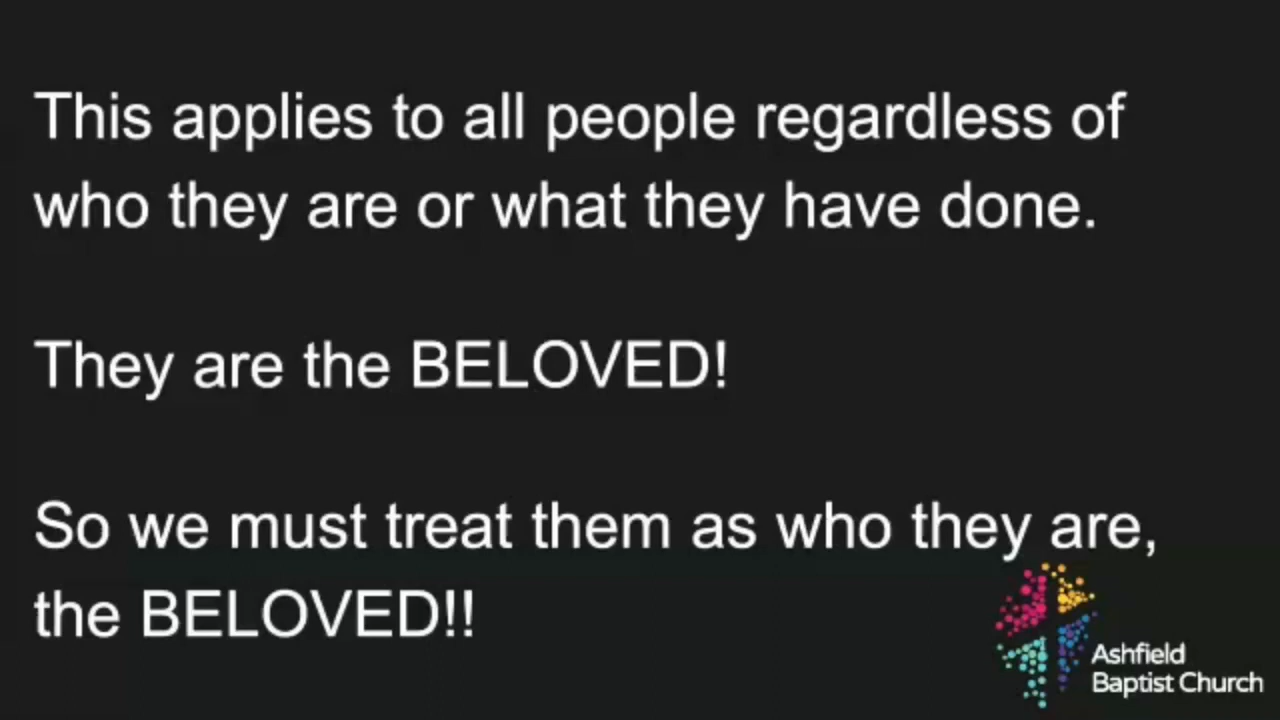 This applies to all people regardless of
who they are or what they have done.
They are the BELOVED!
So we must treat them as who they are,
the BELOVED!!
Ashfield
Baptist Church